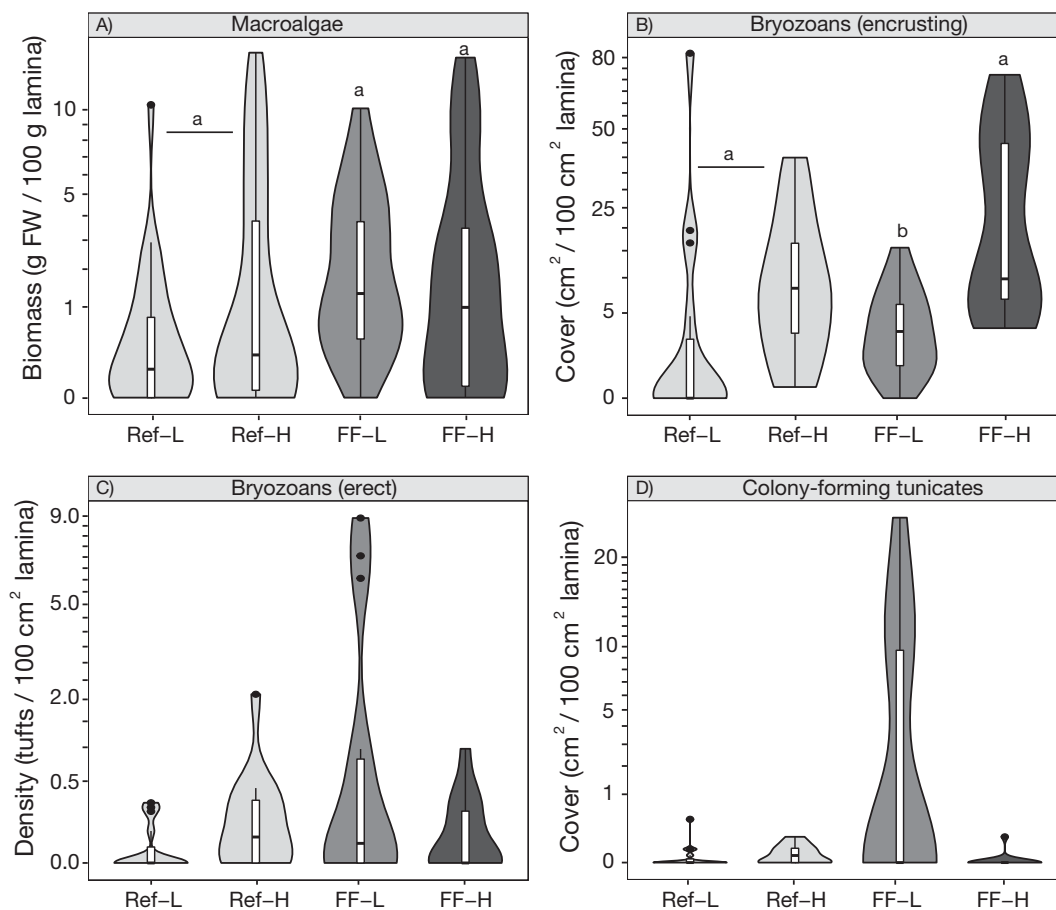 A) Macroalgae
Biomass (g FW / 100 g lamina)
10
5
1
0
a
a
a
Ref–L Ref–H FF–L FF–H
B) Bryozoans (encrusting)
Cover (cm² / 100 cm² lamina)
80
50
25
5
0
a
b
a
Ref–L Ref–H FF–L FF–H
C) Bryozoans (erect)
Density (tufts / 100 cm² lamina)
9.0
5.0
2.0
0.5
0.0
Ref–L Ref–H FF–L FF–H
D) Colony-forming tunicates
Cover (cm² / 100 cm² lamina)
20
10
5
1
0
Ref–L Ref–H FF–L FF–H